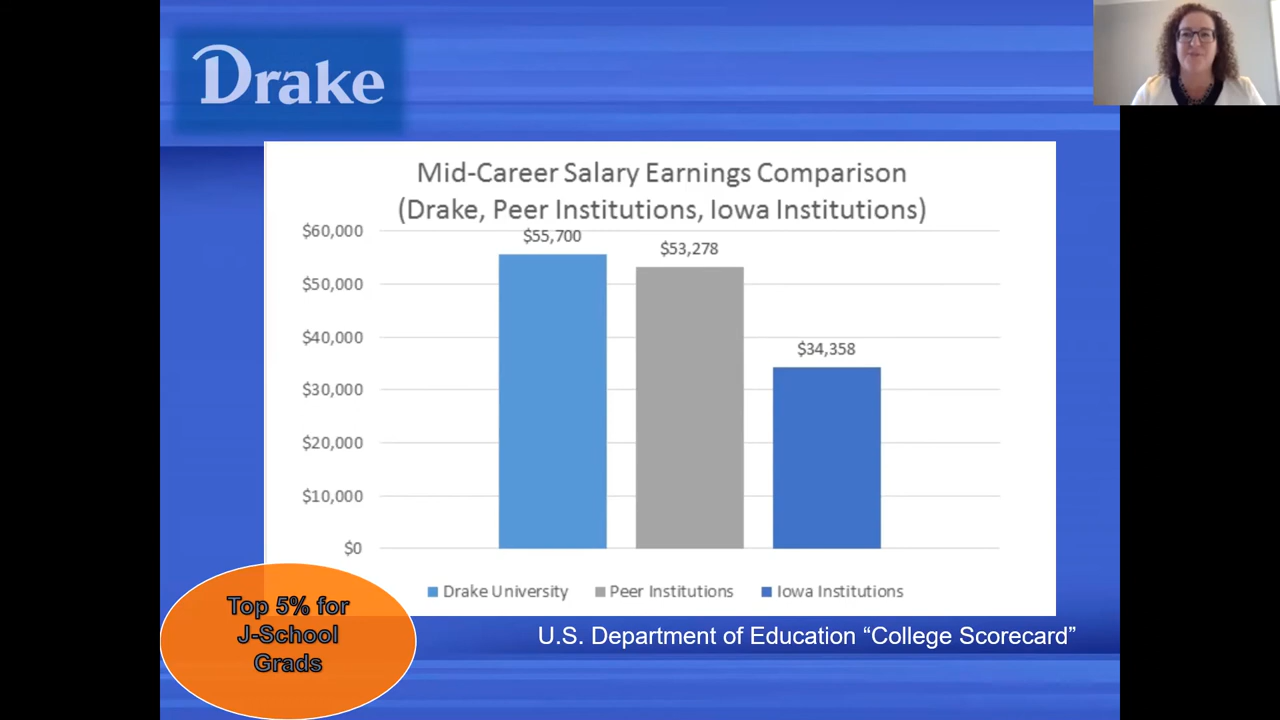 Drake
Mid-Career Salary Earnings Comparison
(Drake, Peer Institutions, Iowa Institutions)
$60,000
$50,000
$40,000
$30,000
$20,000
$10,000
$0
$55,700
$53,278
$34,358
Drake University
Peer Institutions
Iowa Institutions
Top 5% for
J-School
Grads
U.S. Department of Education “College Scorecard”